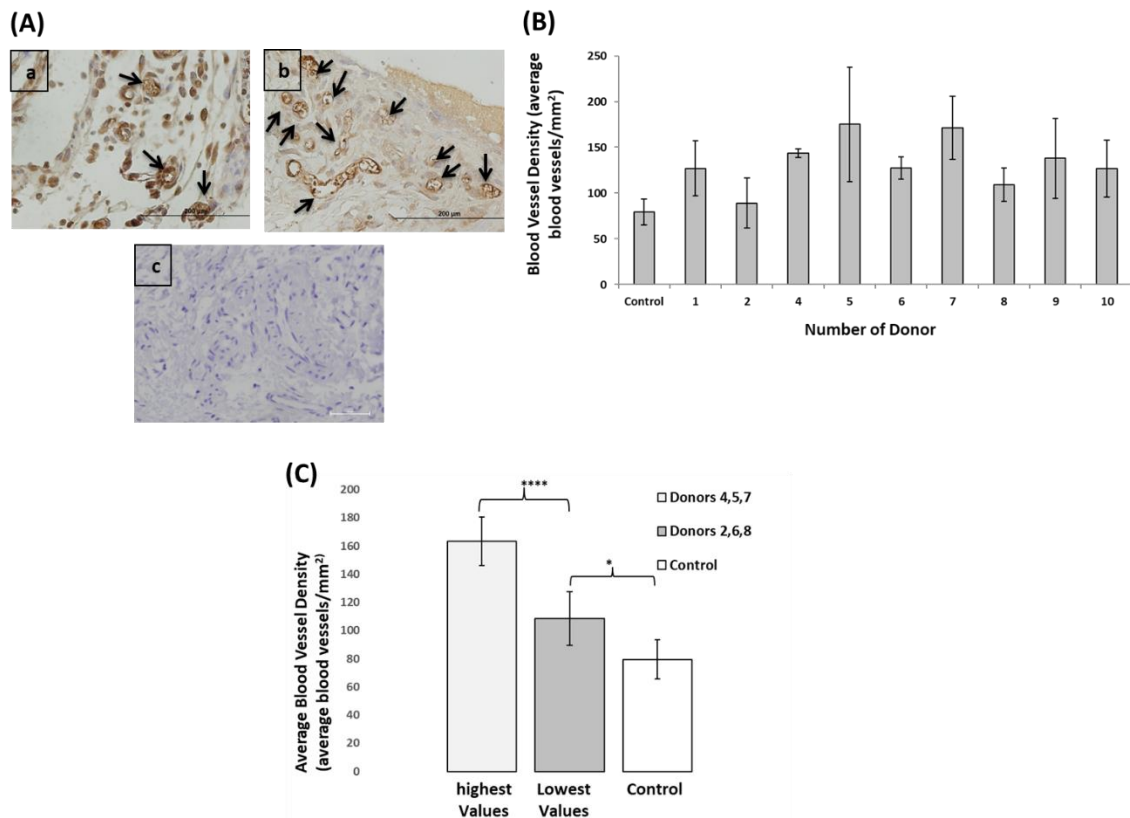 (A)
a
200 µm
b
200 µm
c
(B)
Blood Vessel Density (average
blood vessels/mm²)
250
200
150
100
50
0
Control 1 2 4 5 6 7 8 9 10
Number of Donor
(C)
Average Blood Vessel Density
(average blood vessels/mm²)
200
180
160
140
120
100
80
60
40
20
0
****
*
Donors 4,5,7
Donors 2,6,8
Control
highest
Values
Lowest
Values
Control